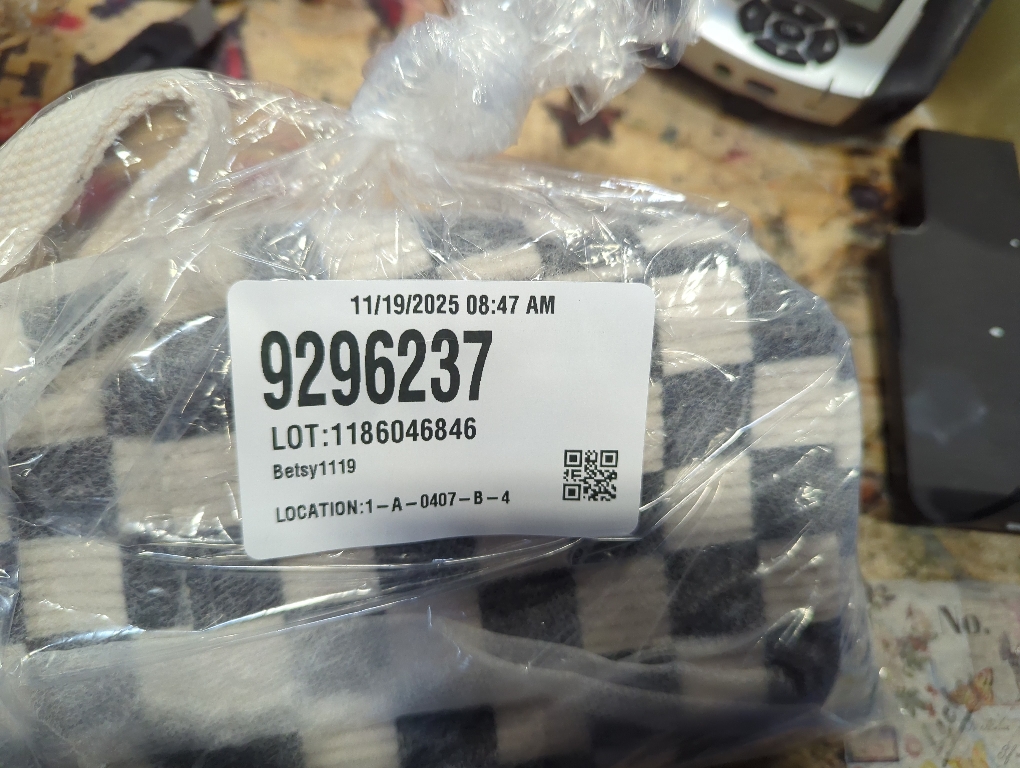 11/19/2025 08:47 AM
9296237
LOT:1186046846
Betsy1119
LOCATION:1-A-0407-B-4
No.